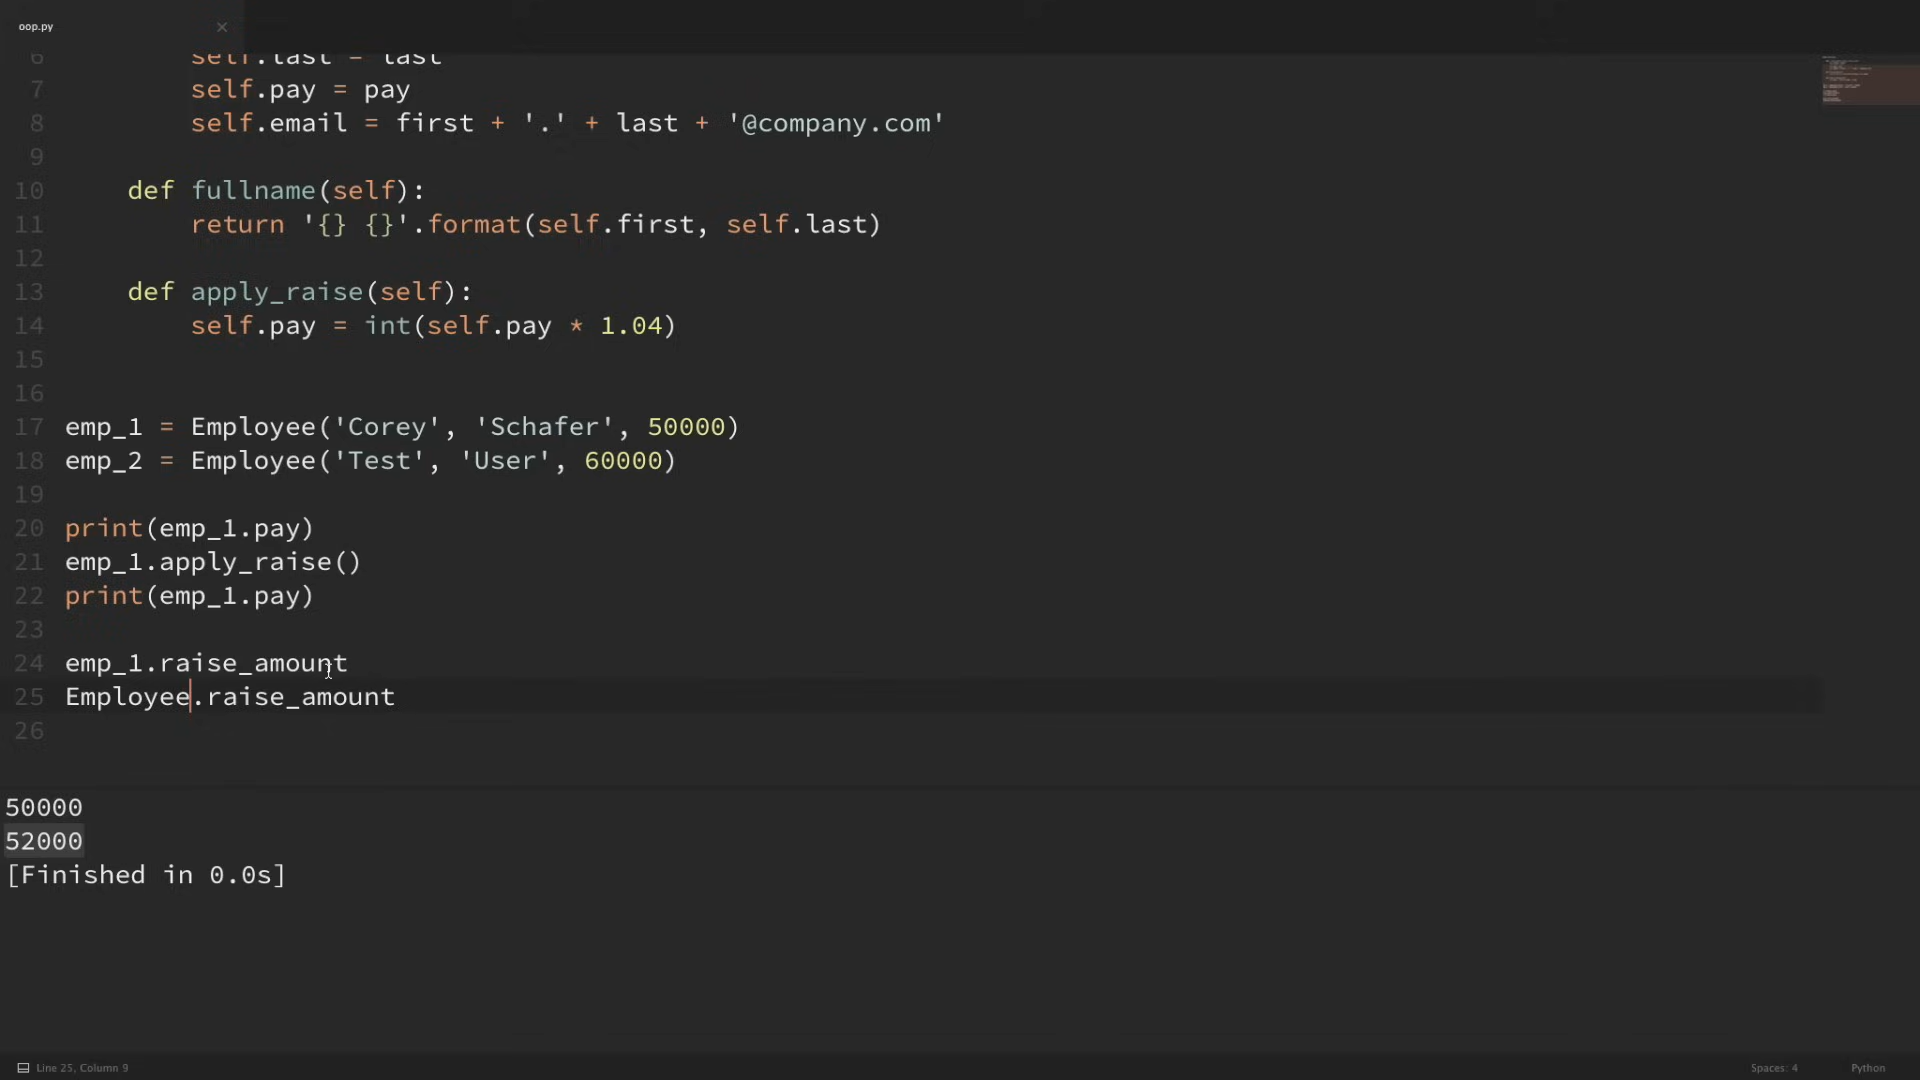 oop.py
6 self.last = last
7 self.pay = pay
8 self.email = first + '.' + last + '@company.com'
9
10 def fullname(self):
11 return '{} {}'.format(self.first, self.last)
12
13 def apply_raise(self):
14 self.pay = int(self.pay * 1.04)
15
16
17 emp_1 = Employee('Corey', 'Schafer', 50000)
18 emp_2 = Employee('Test', 'User', 60000)
19
20 print(emp_1.pay)
21 emp_1.apply_raise()
22 print(emp_1.pay)
23
24 emp_1.raise_amount
25 Employee.raise_amount
26
50000
52000
[Finished in 0.0s]
Line 25, Column 9
Spaces: 4
Python